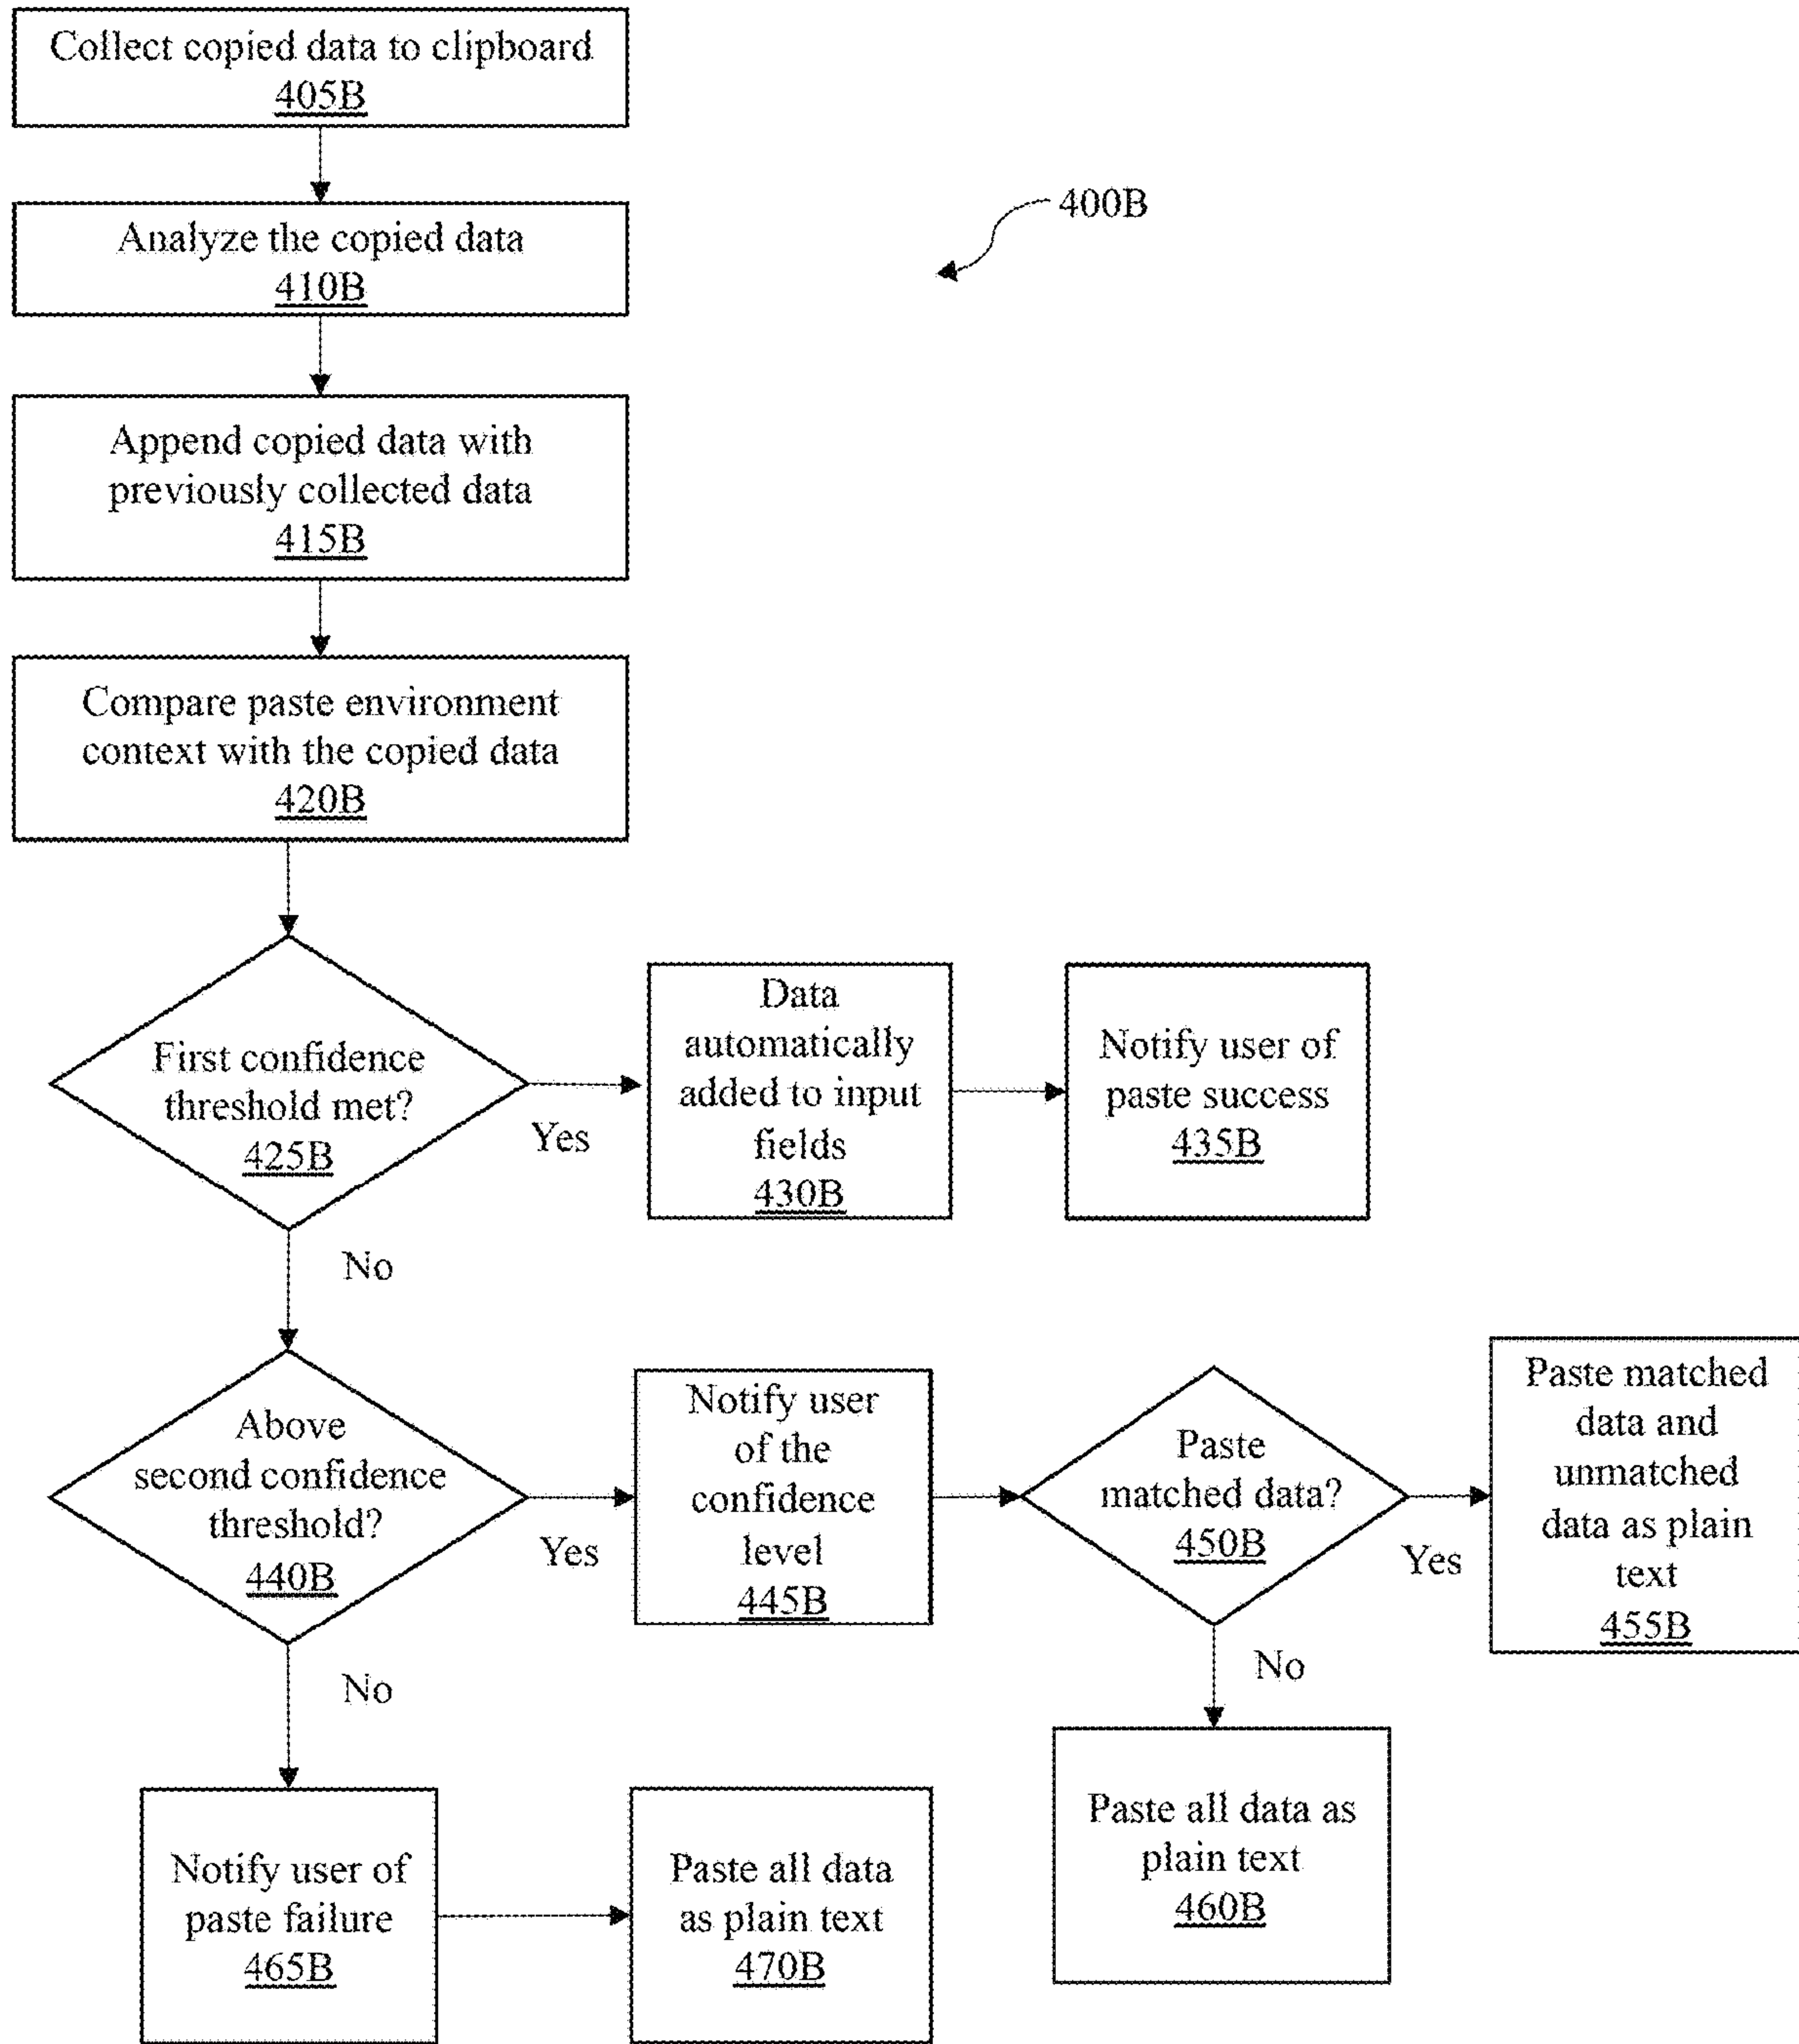 Collect copied data to clipboard
405B
400B
Analyze the copied data
410B
Append copied data with
previously collected data
415B
Compare paste environment
context with the copied data
420B
First confidence
threshold met?
425B
Yes
No
Data
automatically
added to input
fields
430B
Notify user of
paste success
435B
Above
second confidence
threshold?
440B
Yes
No
Notify user
of the
confidence
level
445B
Paste
matched data?
450B
Yes
No
Paste matched
data and
unmatched
data as plain
text
455B
Paste all data as
plain text
460B
Notify user of
paste failure
465B
Paste all data
as plain text
470B